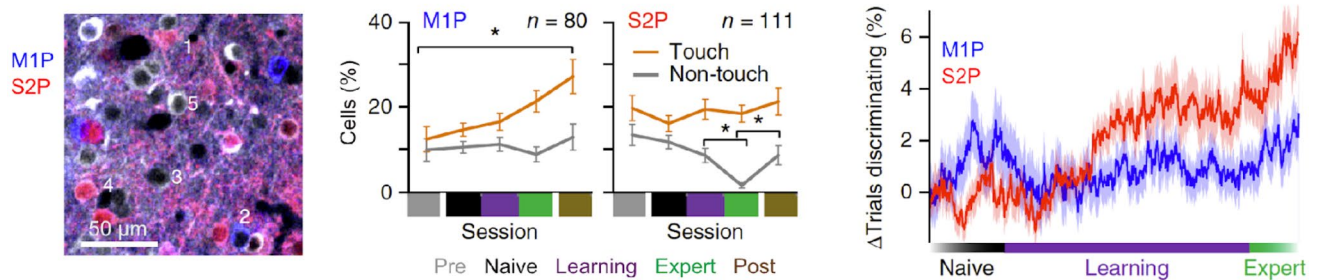 M1P
S2P
1
5
3
4
2
50 µm
Cells (%)
40
20
0
M1P
n = 80
*
S2P
n = 111
Touch
Non-touch
* *
Session
Session
Pre Naive Learning Expert Post
ΔTrials discriminating (%)
6
4
2
0
M1P
S2P
Naive Learning Expert